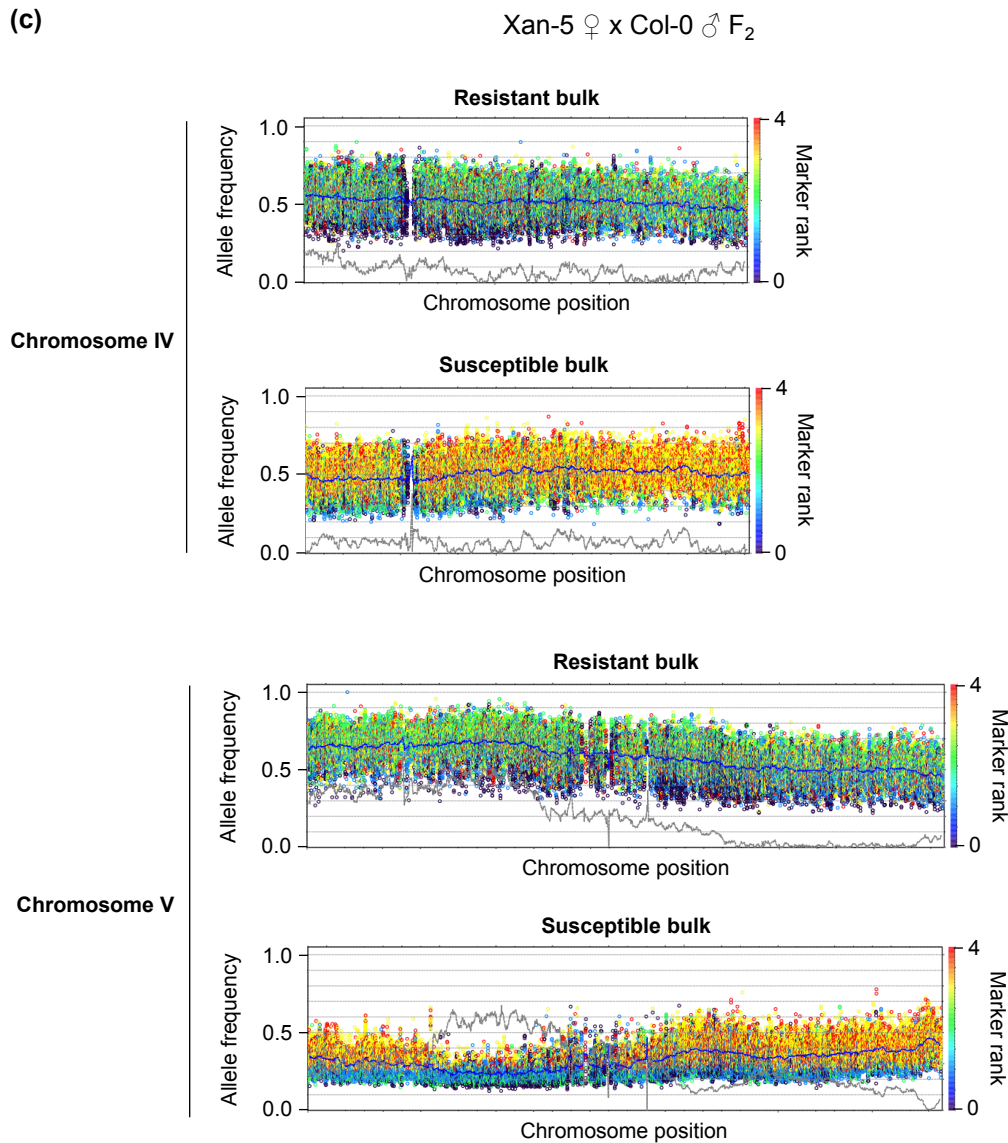 (c)
Xan-5 ♀ x Col-0 ♂ F₂
Resistant bulk
1.0
0.5
0.0
Allele frequency
4
0
Marker rank
Chromosome position
Chromosome IV
Susceptible bulk
1.0
0.5
0.0
Allele frequency
4
0
Marker rank
Chromosome position
Resistant bulk
1.0
0.5
0.0
Allele frequency
4
0
Marker rank
Chromosome position
Chromosome V
Susceptible bulk
1.0
0.5
0.0
Allele frequency
4
0
Marker rank
Chromosome position